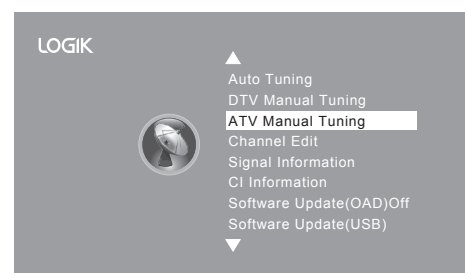 LOGIK
Auto Tuning
DTV Manual Tuning
ATV Manual Tuning
Channel Edit
Signal Information
CI Information
Software Update(OAD)Off
Software Update(USB)